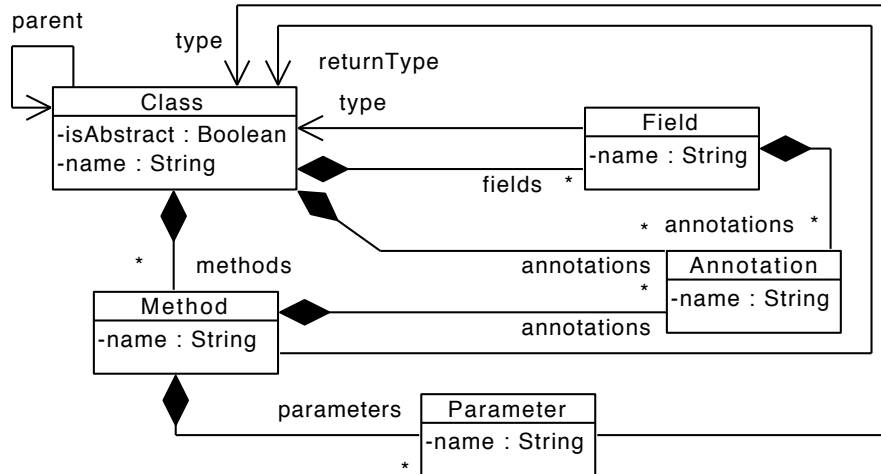 parent
type
returnType
Class
type
Field
-isAbstract : Boolean
-name : String
-name : String
fields *
* annotations *
* methods
annotations
Annotation
*
-name : String
Method
-name : String
annotations
parameters
Parameter
-name : String
*